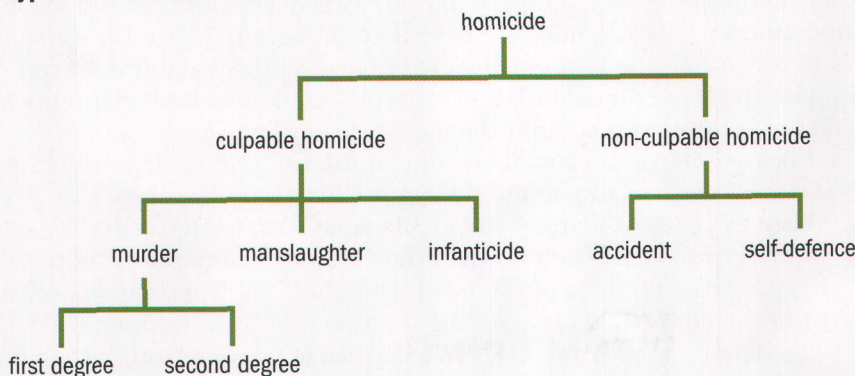 homicide
culpable homicide
non-culpable homicide
murder
manslaughter
infanticide
accident
self-defence
first degree
second degree